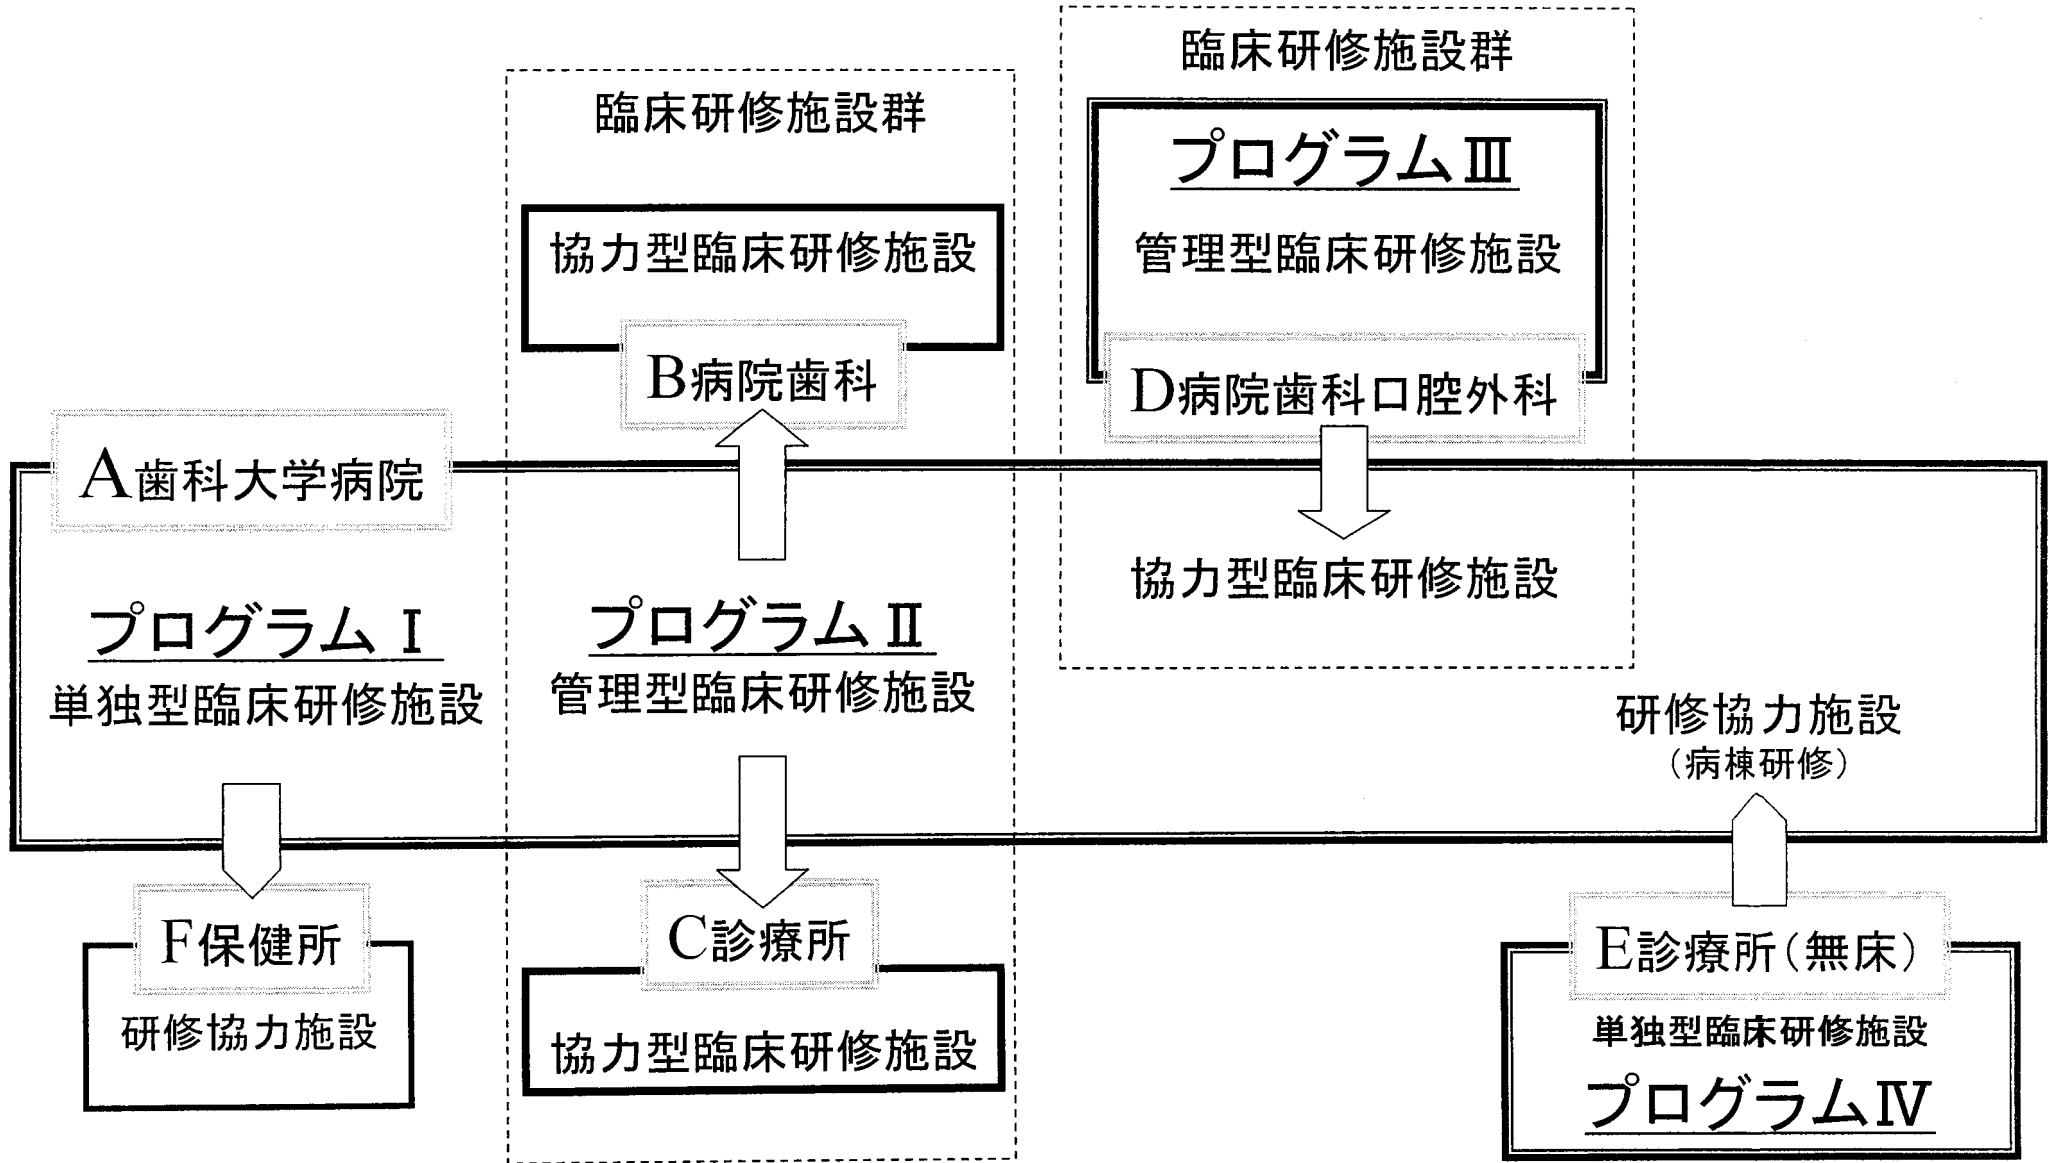 臨床研修施設群
協力型臨床研修施設
B病院歯科
臨床研修施設群
プログラムⅢ
管理型臨床研修施設
D病院歯科口腔外科
協力型臨床研修施設
A歯科大学病院
プログラムⅠ
単独型臨床研修施設
プログラムⅡ
管理型臨床研修施設
研修協力施設
（病棟研修）
F保健所
研修協力施設
C診療所
協力型臨床研修施設
E診療所（無床）
単独型臨床研修施設
プログラムⅣ